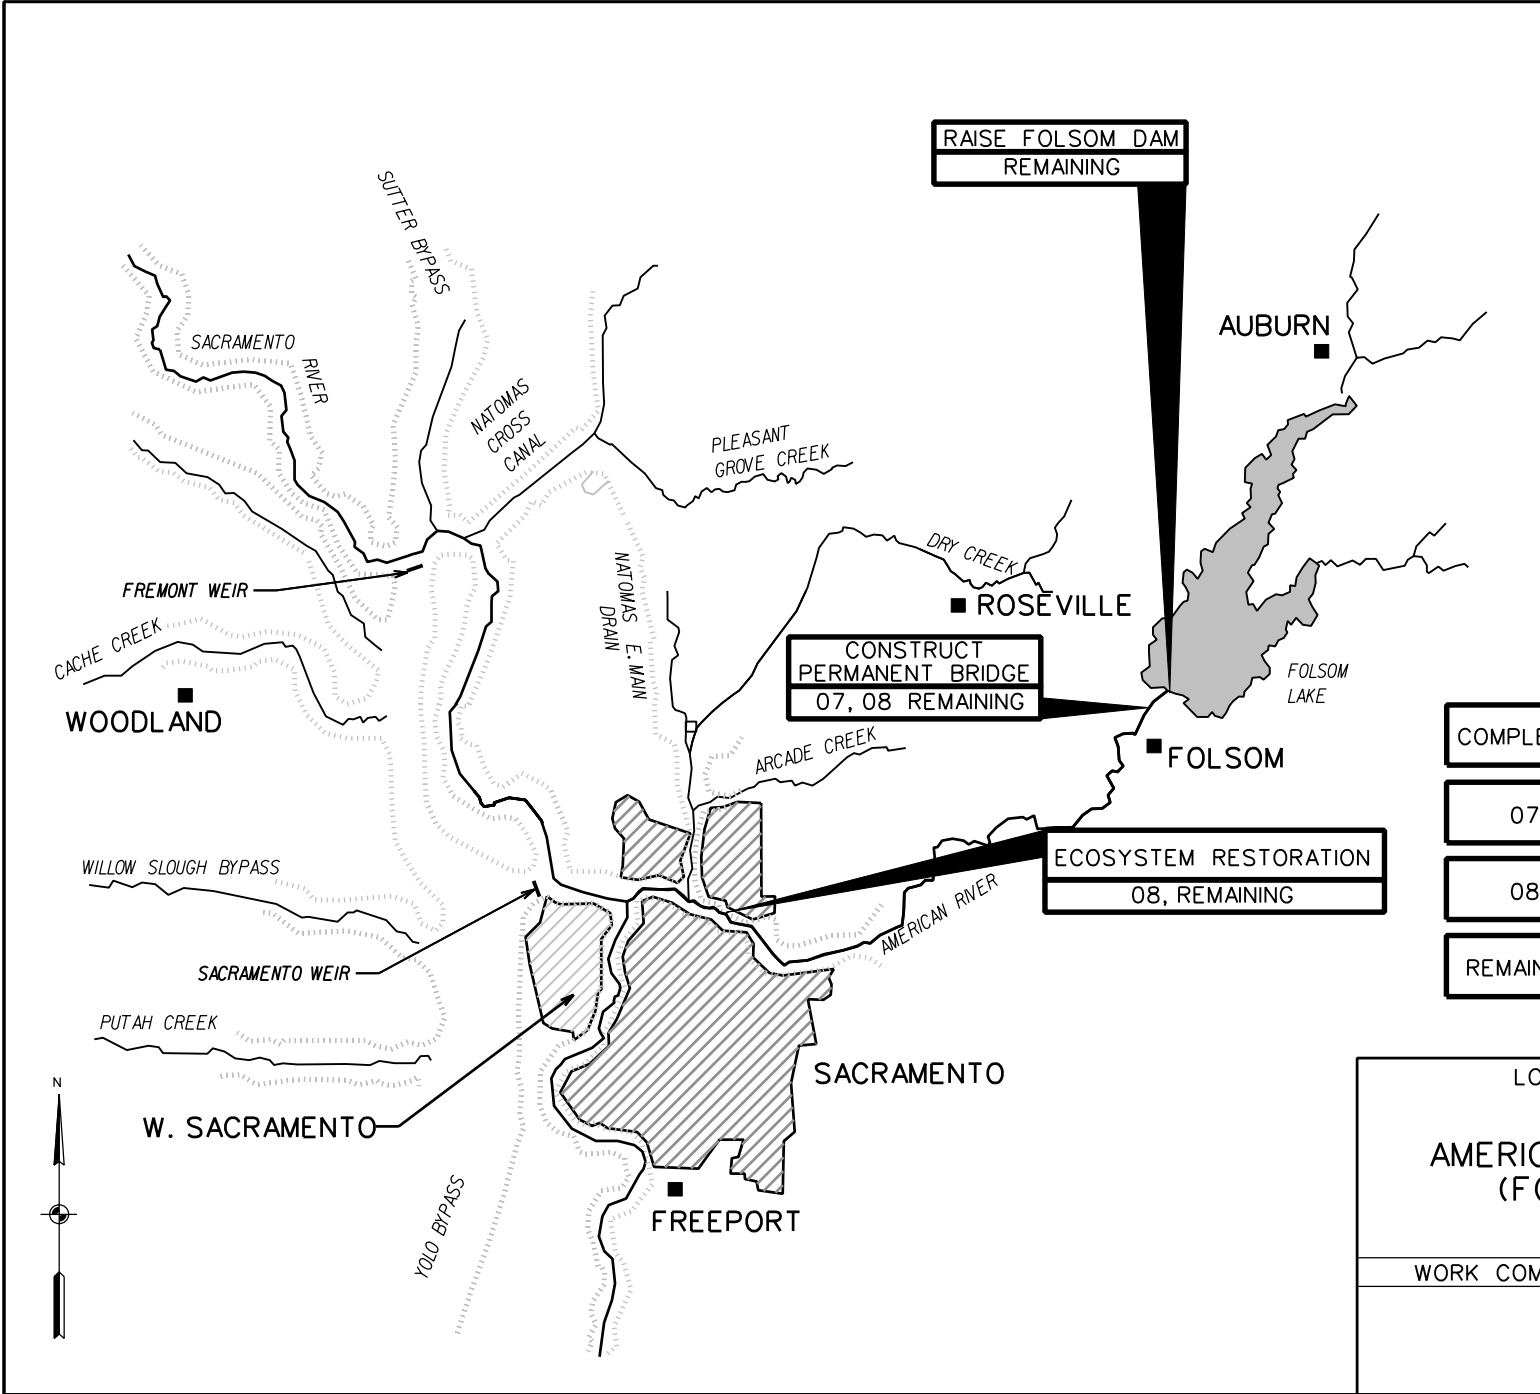 RAISE FOLSOM DAM
REMAINING
SUTTER BYPASS
AUBURN
SACRAMENTO
RIVER
NATOMAS
CROSS
CANAL
PLEASANT
GROVE CREEK
DRY CREEK
NATOMAS E. MAIN
DRAIN
FREMONT WEIR
ROSEVILLE
CACHE CREEK
CONSTRUCT
PERMANENT BRIDGE
07, 08 REMAINING
FOLSOM
LAKE
WOODLAND
ARCADE CREEK
FOLSOM
COMPLE
07
WILLOW SLOUGH BYPASS
ECOSYSTEM RESTORATION
08, REMAINING
08
AMERICAN RIVER
SACRAMENTO WEIR
REMAIN
PUTAH CREEK
SACRAMENTO
N
W. SACRAMENTO
LO
AMERIC
(FO
YOLO BYPASS
FREEPORT
WORK COM